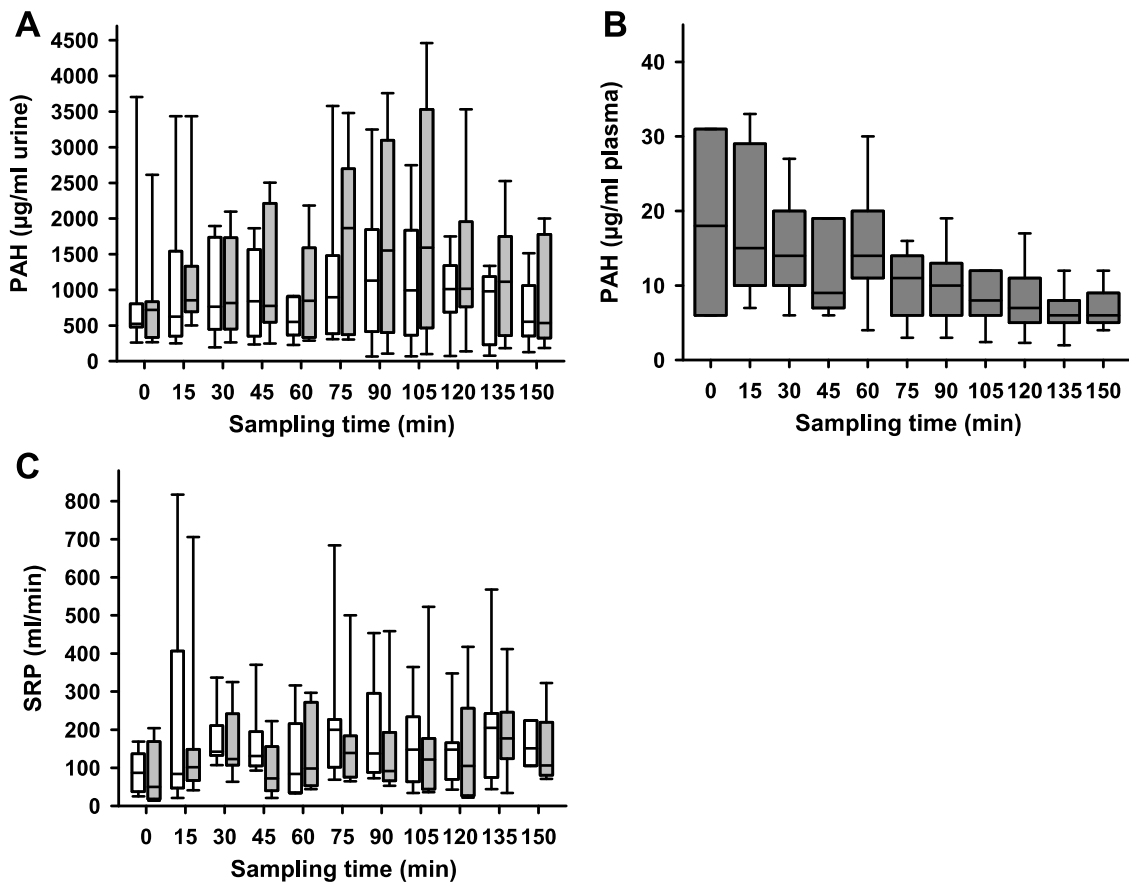 A
PAH (µg/ml urine)
4500
4000
3500
3000
2500
2000
1500
1000
500
0
0 15 30 45 60 75 90 105 120 135 150
Sampling time (min)
B
PAH (µg/ml plasma)
40
30
20
10
0
0 15 30 45 60 75 90 105 120 135 150
Sampling time (min)
C
SRP (ml/min)
800
700
600
500
400
300
200
100
0
0 15 30 45 60 75 90 105 120 135 150
Sampling time (min)